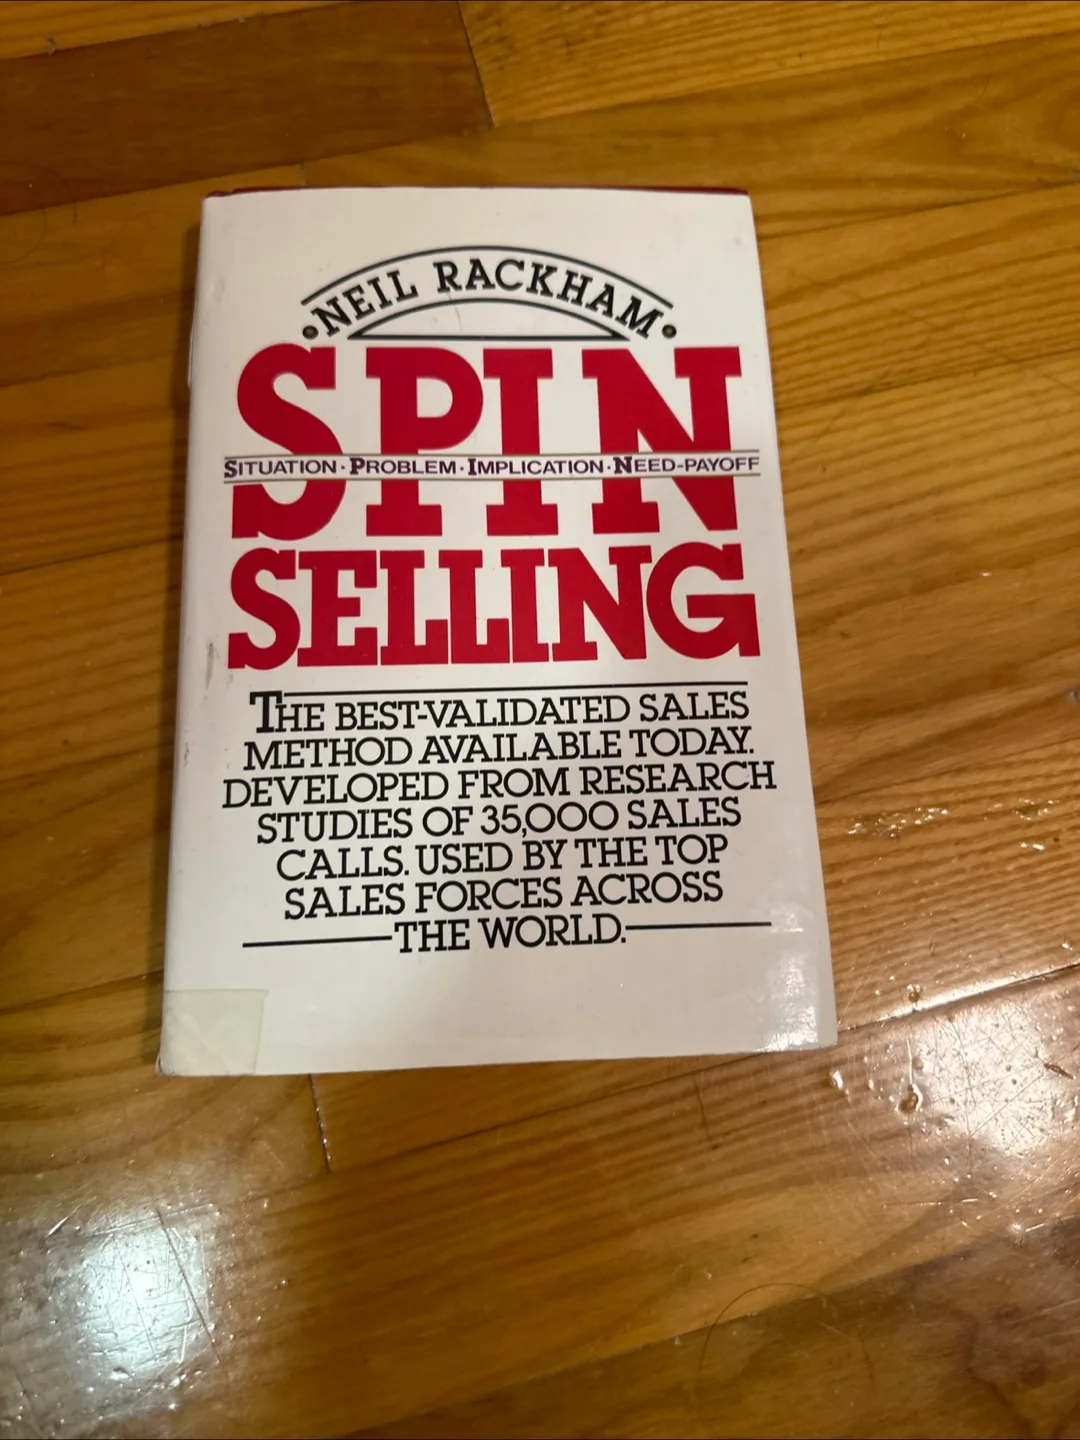 •NEIL RACKHAM•
SPIN
SITUATION · PROBLEM · IMPLICATION · NEED-PAYOFF
SELLING
THE BEST-VALIDATED SALES
METHOD AVAILABLE TODAY.
DEVELOPED FROM RESEARCH
STUDIES OF 35,000 SALES
CALLS. USED BY THE TOP
SALES FORCES ACROSS
THE WORLD.